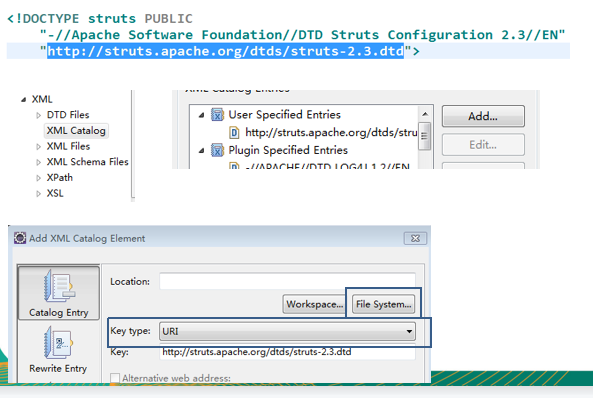 <!DOCTYPE struts PUBLIC
"-//Apache Software Foundation//DTD Struts Configuration 2.3//EN"
"http://struts.apache.org/dtds/struts-2.3.dtd">
XML
DTD Files
XML Catalog
XML Files
XML Schema Files
XPath
XSL
XML Catalog Entries
User Specified Entries
http://struts.apache.org/dtds/stru
Plugin Specified Entries
-//APACHE//DTD LOG4J 1.2//EN
Add...
Edit...
Add XML Catalog Element
Catalog Entry
Rewrite Entry
Location:
Workspace...
File System...
Key type:
URI
Key:
http://struts.apache.org/dtds/struts-2.3.dtd
Alternative web address: